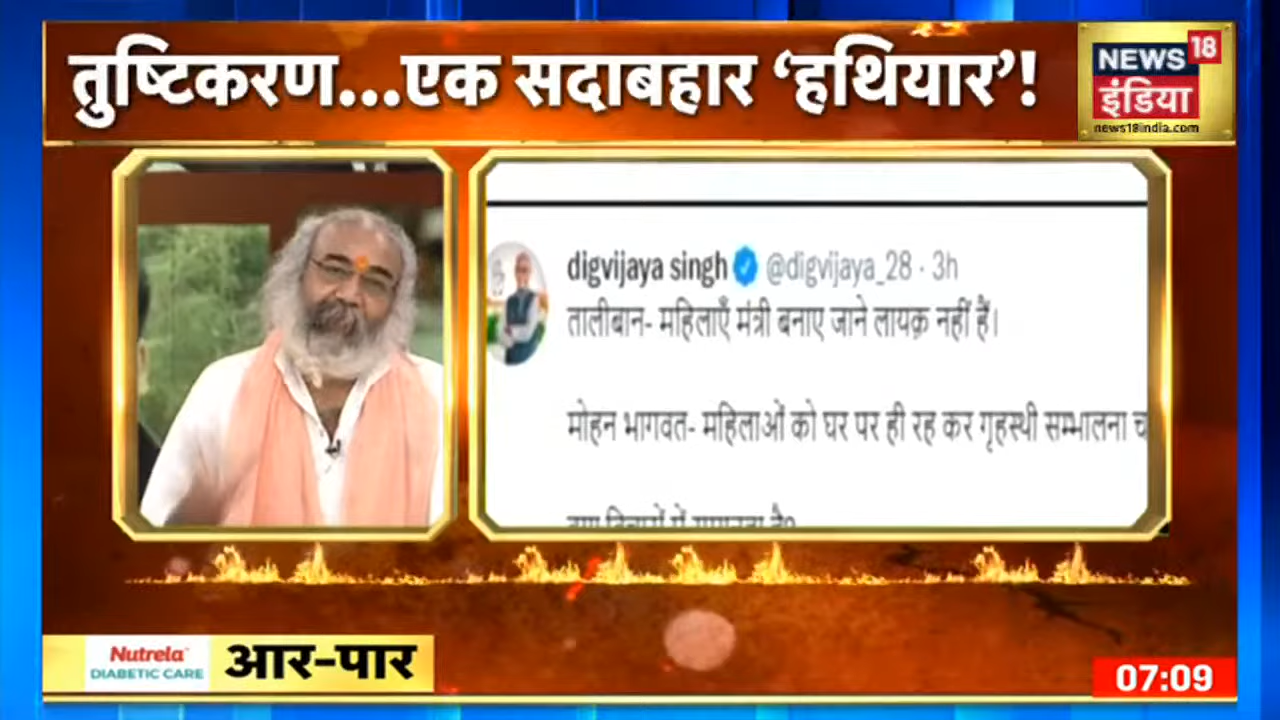 तुष्टिकरण...एक सदाबहार ‘हथियार’!
NEWS 18
इंडिया
news18india.com
digvijaya singh @digvijaya_28 · 3h
तालीबान- महिलाएँ मंत्री बनाए जाने लायक़ नहीं हैं।
मोहन भागवत- महिलाओं को घर पर ही रह कर गृहस्थी सम्भालना
Nutrela
DIABETIC CARE
आर-पार
07:09